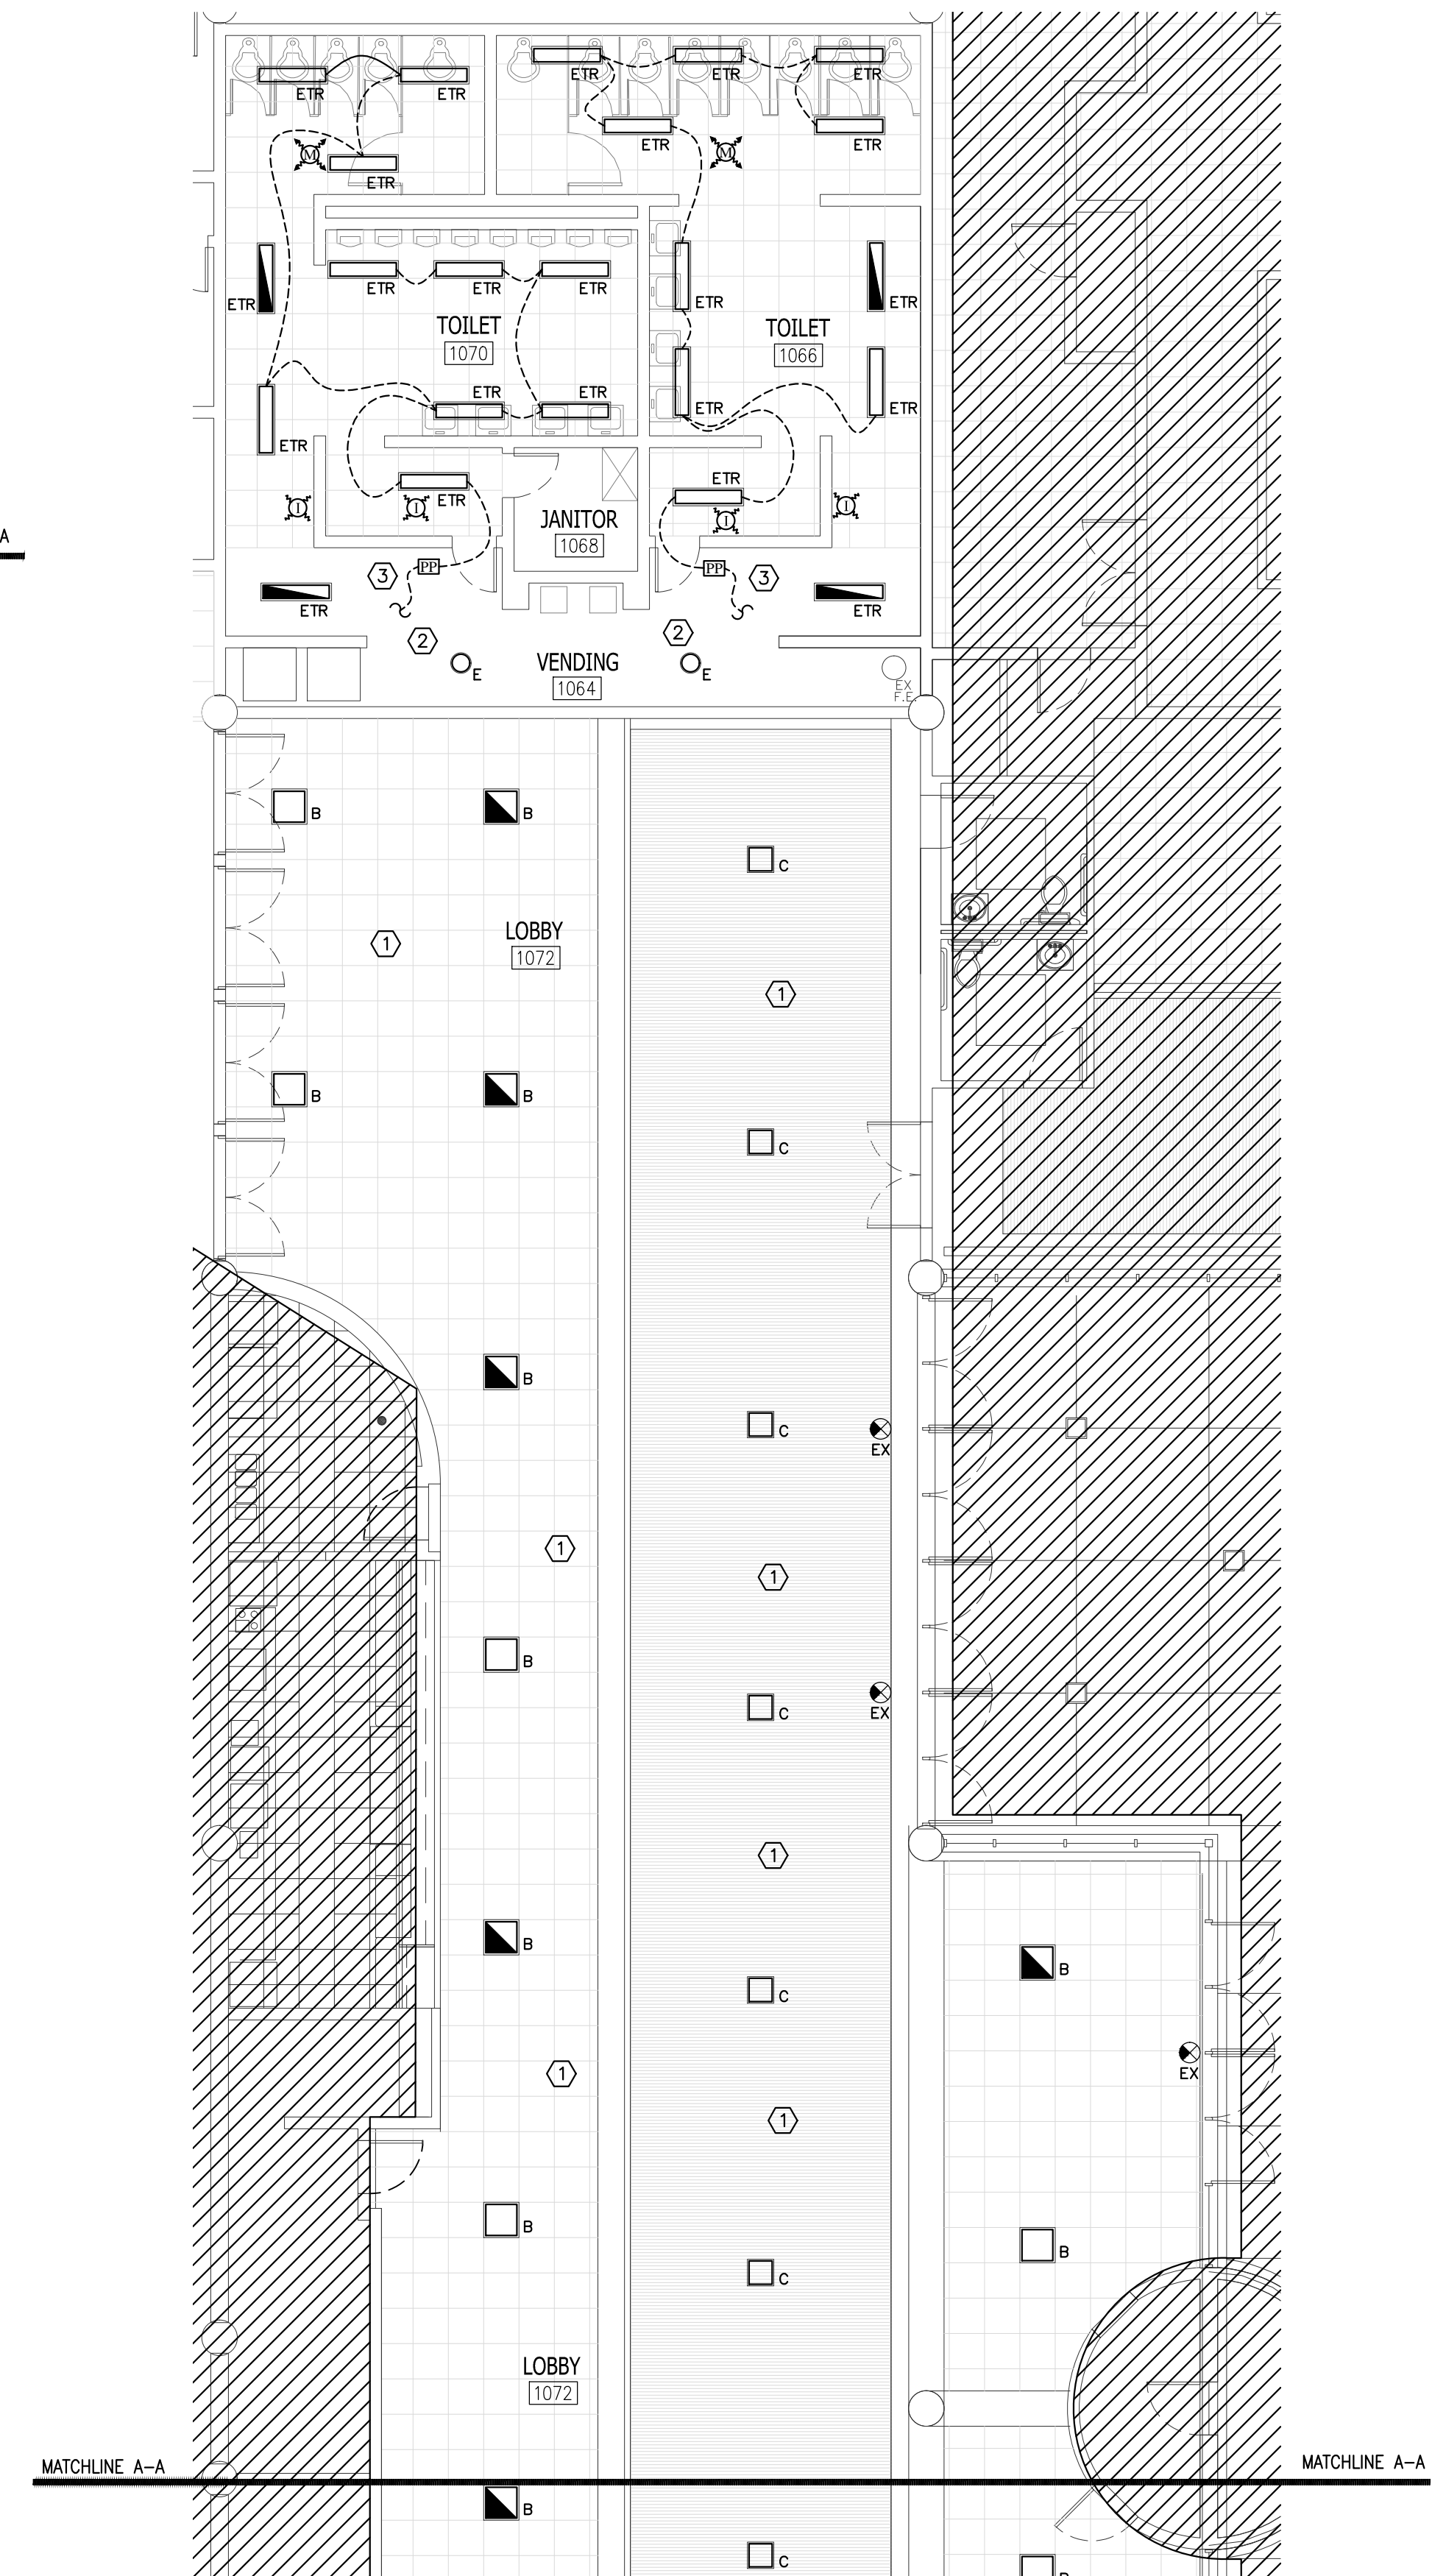 ETR
ETR
ETR
ETR
ETR
M
M
ETR
ETR
ETR
ETR
ETR
ETR
ETR
ETR
ETR
ETR
TOILET
1070
TOILET
1066
ETR
ETR
ETR
ETR
ETR
ETR
ETR
I
I
I
I
JANITOR
1068
3
PP
PP
3
ETR
ETR
2
2
E
VENDING
1064
E
EX
F.E.
A
B
B
C
1
LOBBY
1072
1
B
B
C
B
C
EX
1
1
B
C
EX
1
B
C
B
EX
1
1
B
C
B
LOBBY
1072
MATCHLINE A-A
MATCHLINE A-A
B
C